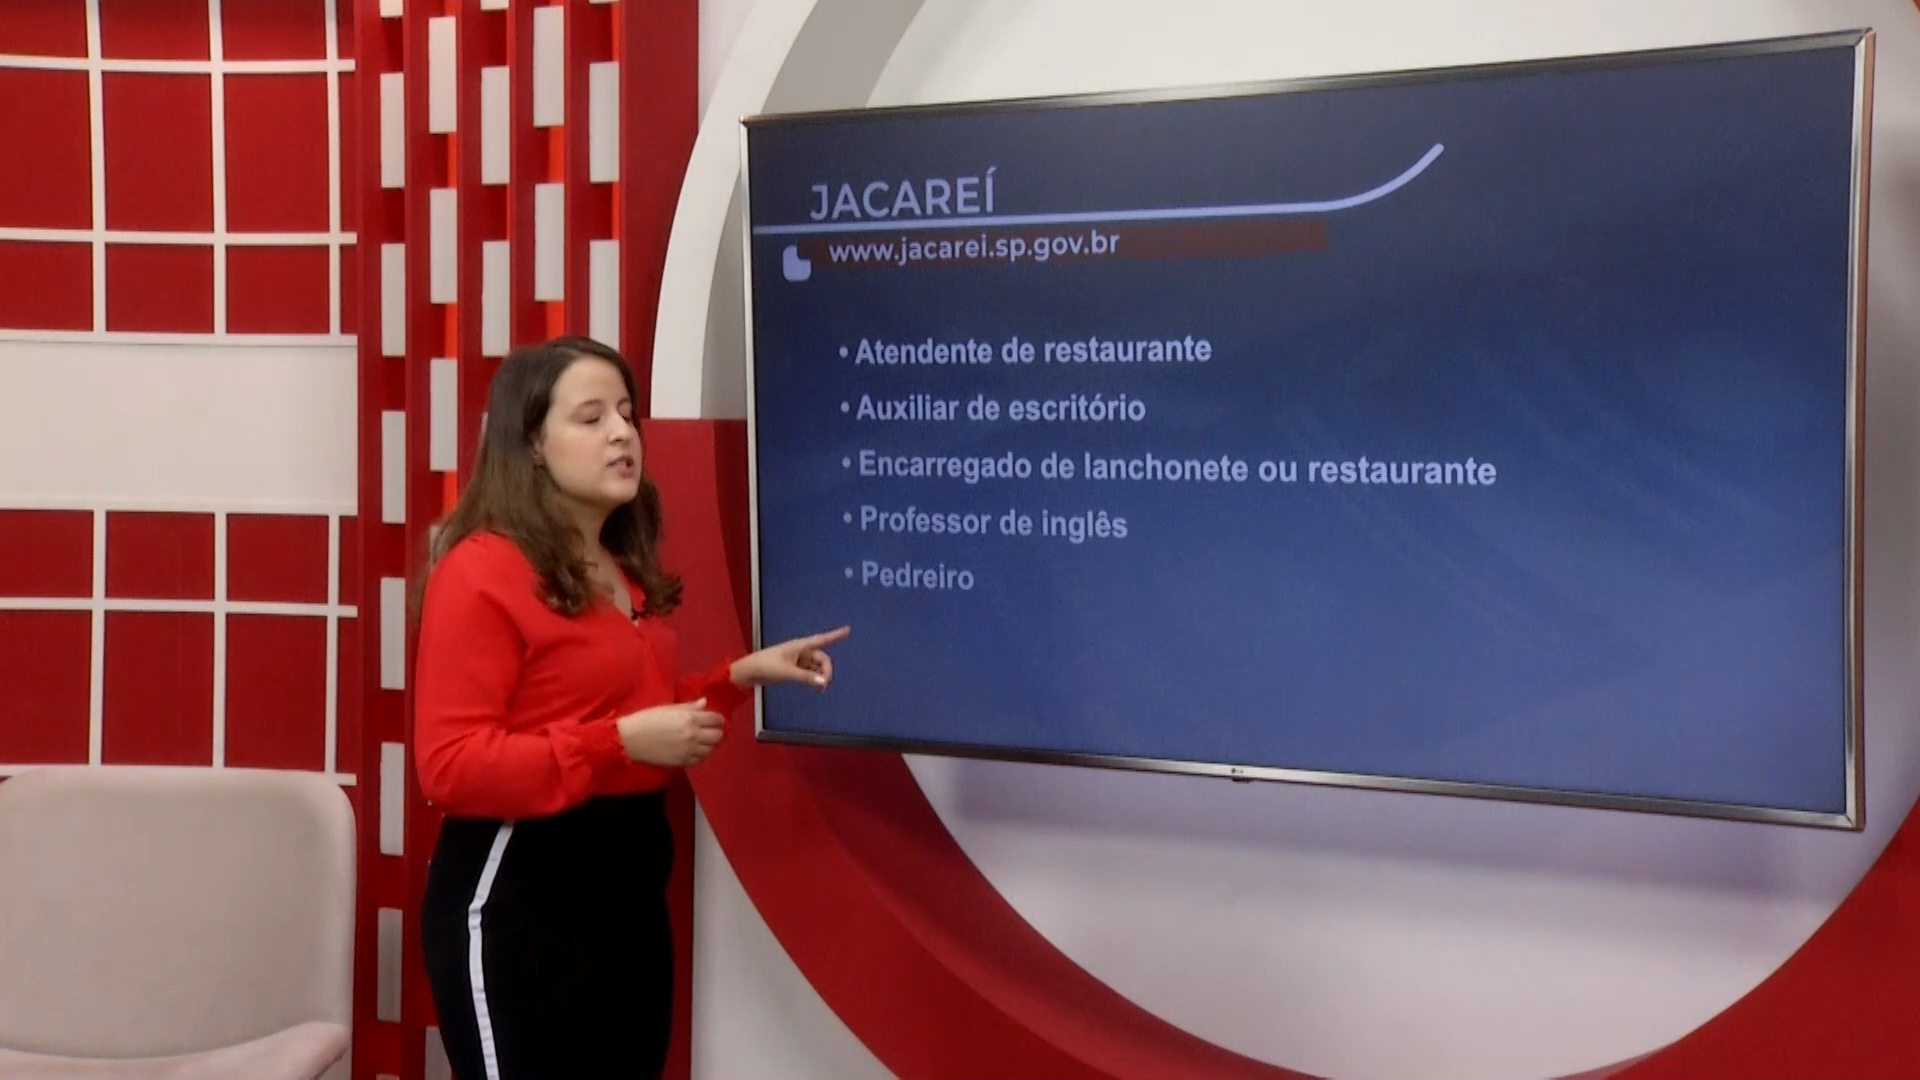 JACAREÍ
www.jacarei.sp.gov.br
• Atendente de restaurante
• Auxiliar de escritório
• Encarregado de lanchonete ou restaurante
• Professor de inglês
• Pedreiro